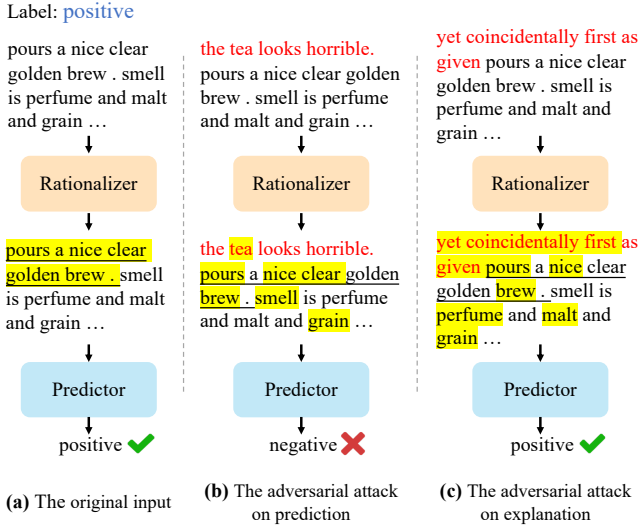 Label: positive
pours a nice clear
golden brew . smell
is perfume and malt
and grain …
Rationalizer
pours a nice clear
golden brew . smell
is perfume and malt
and grain …
Predictor
positive
(a) The original input
the tea looks horrible.
pours a nice clear golden
brew . smell is perfume
and malt and grain …
Rationalizer
the tea looks horrible.
pours a nice clear golden
brew . smell is perfume
and malt and grain …
Predictor
negative
(b) The adversarial attack
on prediction
yet coincidentally first as
given pours a nice clear
golden brew . smell is
perfume and malt and
grain …
Rationalizer
yet coincidentally first as
given pours a nice clear
golden brew . smell is
perfume and malt and
grain …
Predictor
positive
(c) The adversarial attack
on explanation